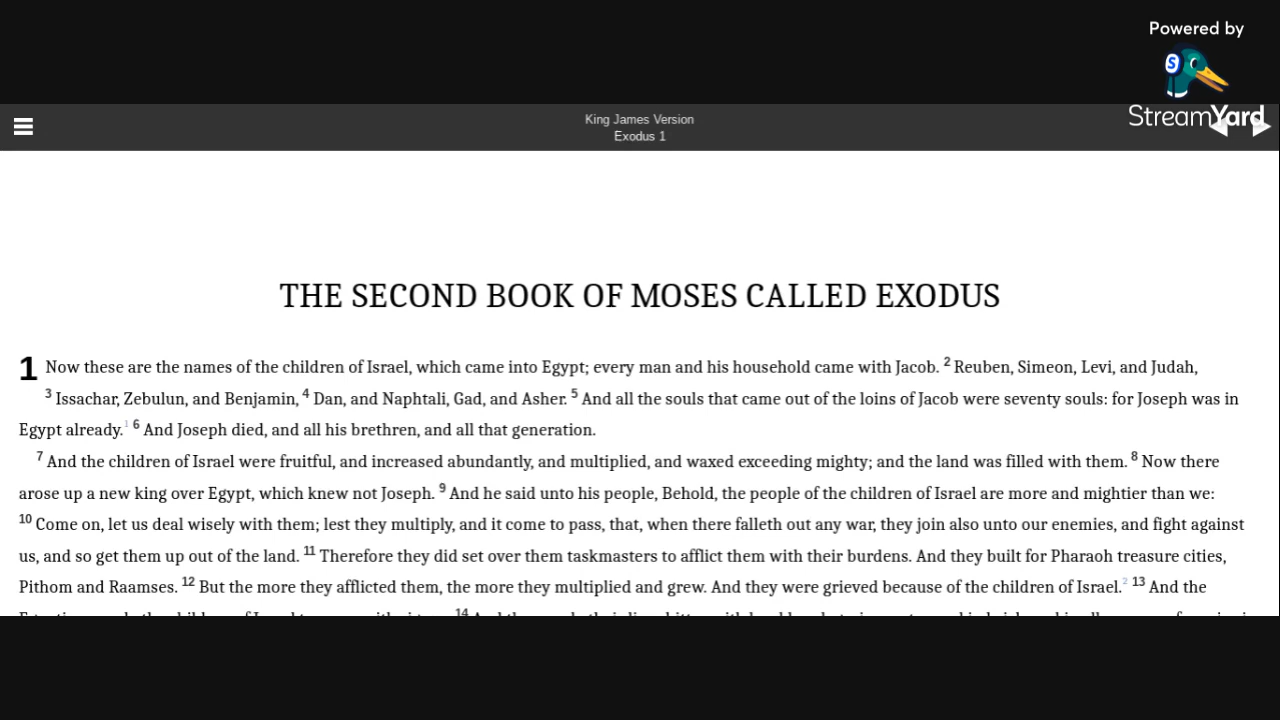 Powered by
S
StreamYard
King James Version
Exodus 1
THE SECOND BOOK OF MOSES CALLED EXODUS
1 Now these are the names of the children of Israel, which came into Egypt; every man and his household came with Jacob. 2 Reuben, Simeon, Levi, and Judah,
3 Issachar, Zebulun, and Benjamin, 4 Dan, and Naphtali, Gad, and Asher. 5 And all the souls that came out of the loins of Jacob were seventy souls: for Joseph was in
Egypt already.1 6 And Joseph died, and all his brethren, and all that generation.
7 And the children of Israel were fruitful, and increased abundantly, and multiplied, and waxed exceeding mighty; and the land was filled with them. 8 Now there
arose up a new king over Egypt, which knew not Joseph. 9 And he said unto his people, Behold, the people of the children of Israel are more and mightier than we:
10 Come on, let us deal wisely with them; lest they multiply, and it come to pass, that, when there falleth out any war, they join also unto our enemies, and fight against
us, and so get them up out of the land. 11 Therefore they did set over them taskmasters to afflict them with their burdens. And they built for Pharaoh treasure cities,
Pithom and Raamses. 12 But the more they afflicted them, the more they multiplied and grew. And they were grieved because of the children of Israel.2 13 And the
14